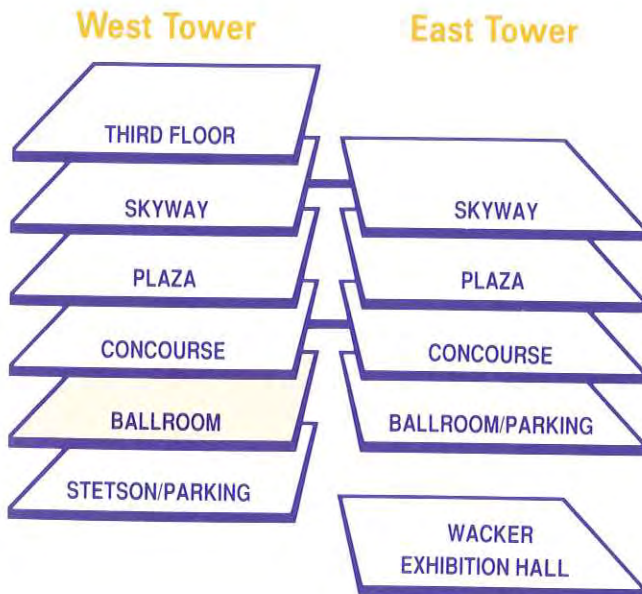 West Tower
THIRD FLOOR
SKYWAY
PLAZA
CONCOURSE
BALLROOM
STETSON/PARKING
East Tower
SKYWAY
PLAZA
CONCOURSE
BALLROOM/PARKING
WACKER
EXHIBITION HALL